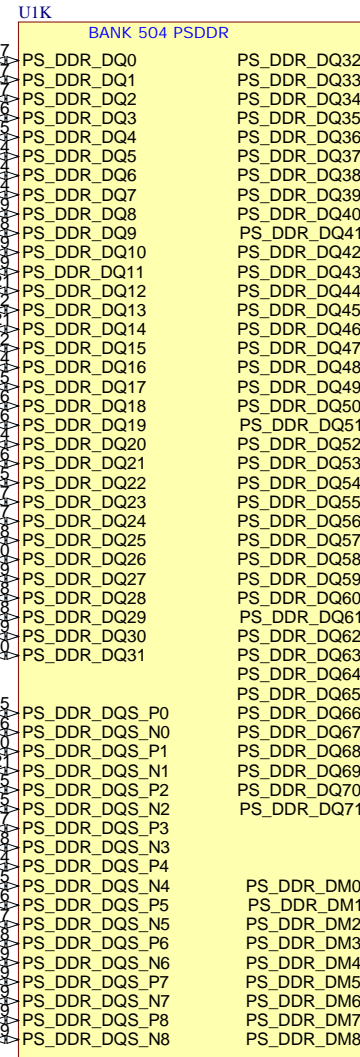 U1K
BANK 504 PSDDR
PS_DDR_DQ0 PS_DDR_DQ32
PS_DDR_DQ1 PS_DDR_DQ33
PS_DDR_DQ2 PS_DDR_DQ34
PS_DDR_DQ3 PS_DDR_DQ35
PS_DDR_DQ4 PS_DDR_DQ36
PS_DDR_DQ5 PS_DDR_DQ37
PS_DDR_DQ6 PS_DDR_DQ38
PS_DDR_DQ7 PS_DDR_DQ39
PS_DDR_DQ8 PS_DDR_DQ40
PS_DDR_DQ9 PS_DDR_DQ41
PS_DDR_DQ10 PS_DDR_DQ42
PS_DDR_DQ11 PS_DDR_DQ43
PS_DDR_DQ12 PS_DDR_DQ44
PS_DDR_DQ13 PS_DDR_DQ45
PS_DDR_DQ14 PS_DDR_DQ46
PS_DDR_DQ15 PS_DDR_DQ47
PS_DDR_DQ16 PS_DDR_DQ48
PS_DDR_DQ17 PS_DDR_DQ49
PS_DDR_DQ18 PS_DDR_DQ50
PS_DDR_DQ19 PS_DDR_DQ51
PS_DDR_DQ20 PS_DDR_DQ52
PS_DDR_DQ21 PS_DDR_DQ53
PS_DDR_DQ22 PS_DDR_DQ54
PS_DDR_DQ23 PS_DDR_DQ55
PS_DDR_DQ24 PS_DDR_DQ56
PS_DDR_DQ25 PS_DDR_DQ57
PS_DDR_DQ26 PS_DDR_DQ58
PS_DDR_DQ27 PS_DDR_DQ59
PS_DDR_DQ28 PS_DDR_DQ60
PS_DDR_DQ29 PS_DDR_DQ61
PS_DDR_DQ30 PS_DDR_DQ62
PS_DDR_DQ31 PS_DDR_DQ63
PS_DDR_DQ64
PS_DDR_DQ65
PS_DDR_DQS_P0 PS_DDR_DQ66
PS_DDR_DQS_N0 PS_DDR_DQ67
PS_DDR_DQS_P1 PS_DDR_DQ68
PS_DDR_DQS_N1 PS_DDR_DQ69
PS_DDR_DQS_P2 PS_DDR_DQ70
PS_DDR_DQS_N2 PS_DDR_DQ71
PS_DDR_DQS_P3
PS_DDR_DQS_N3
PS_DDR_DQS_P4
PS_DDR_DQS_N4 PS_DDR_DM0
PS_DDR_DQS_P5 PS_DDR_DM1
PS_DDR_DQS_N5 PS_DDR_DM2
PS_DDR_DQS_P6 PS_DDR_DM3
PS_DDR_DQS_N6 PS_DDR_DM4
PS_DDR_DQS_P7 PS_DDR_DM5
PS_DDR_DQS_N7 PS_DDR_DM6
PS_DDR_DQS_P8 PS_DDR_DM7
PS_DDR_DQS_N8 PS_DDR_DM8